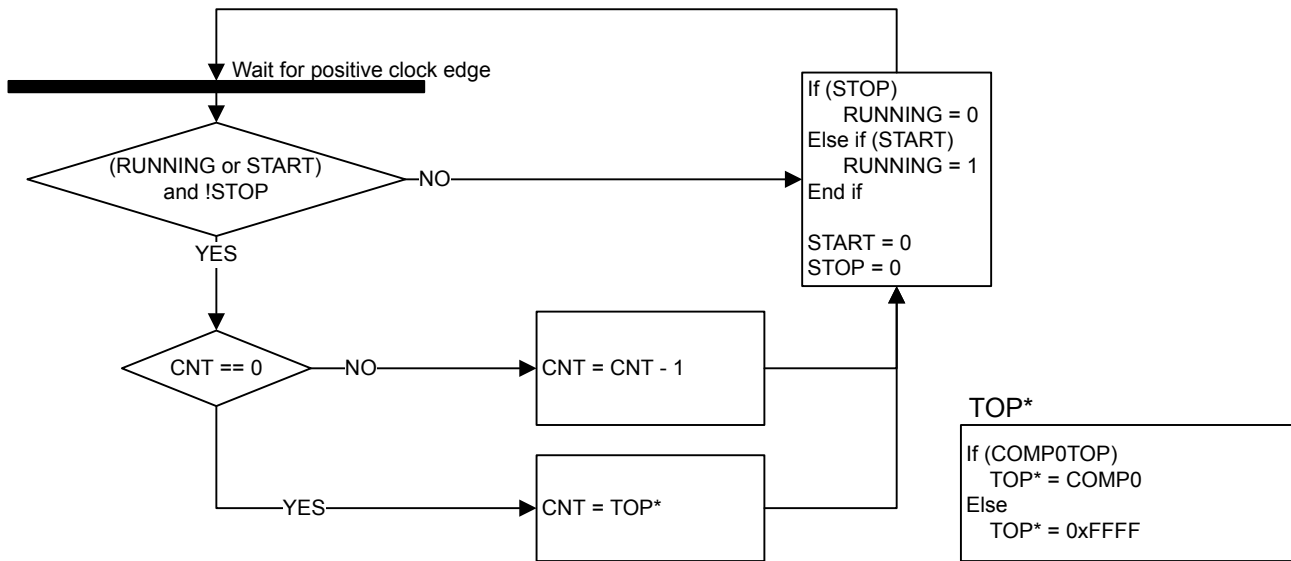 Wait for positive clock edge
If (STOP)
RUNNING = 0
Else if (START)
RUNNING = 1
End if
START = 0
STOP = 0
(RUNNING or START)
and !STOP
NO
YES
CNT == 0
NO
CNT = CNT - 1
YES
CNT = TOP*
TOP*
If (COMP0TOP)
TOP* = COMP0
Else
TOP* = 0xFFFF